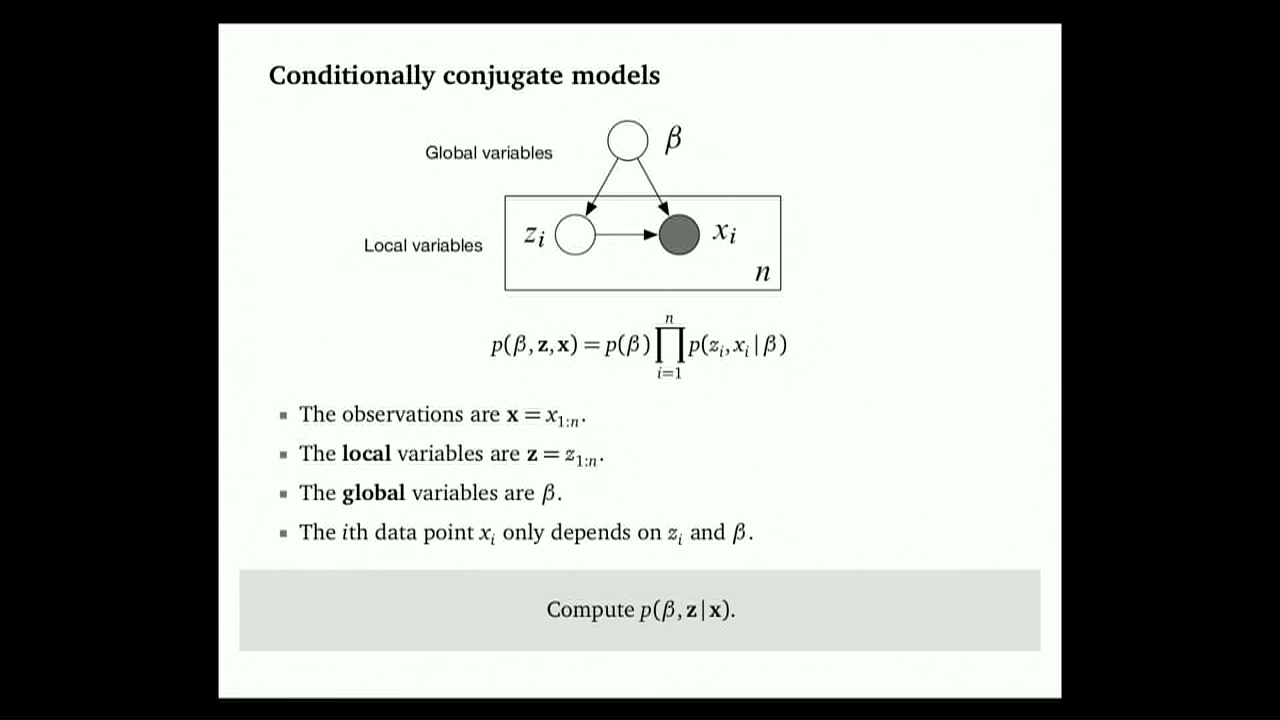 Conditionally conjugate models
Global variables
β
Local variables
z_i
x_i
n
p(β, z, x) = p(β) ∏_{i=1}^{n} p(z_i, x_i | β)
▪ The observations are x = x_{1:n}.
▪ The local variables are z = z_{1:n}.
▪ The global variables are β.
▪ The ith data point x_i only depends on z_i and β.
Compute p(β, z | x).